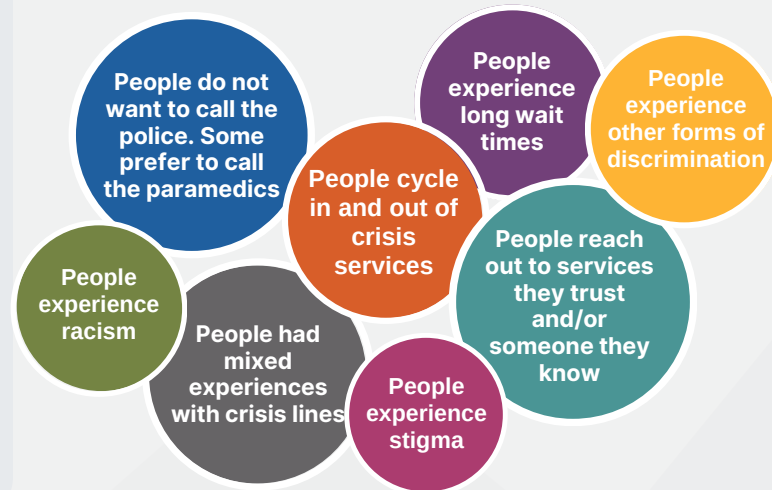 People do not
want to call the
police. Some
prefer to call
the paramedics
People
experience
long wait
times
People
experience
other forms of
discrimination
People cycle
in and out of
crisis
services
People reach
out to services
they trust
and/or
someone they
know
People
experience
racism
People had
mixed
experiences
with crisis lines
People
experience
stigma